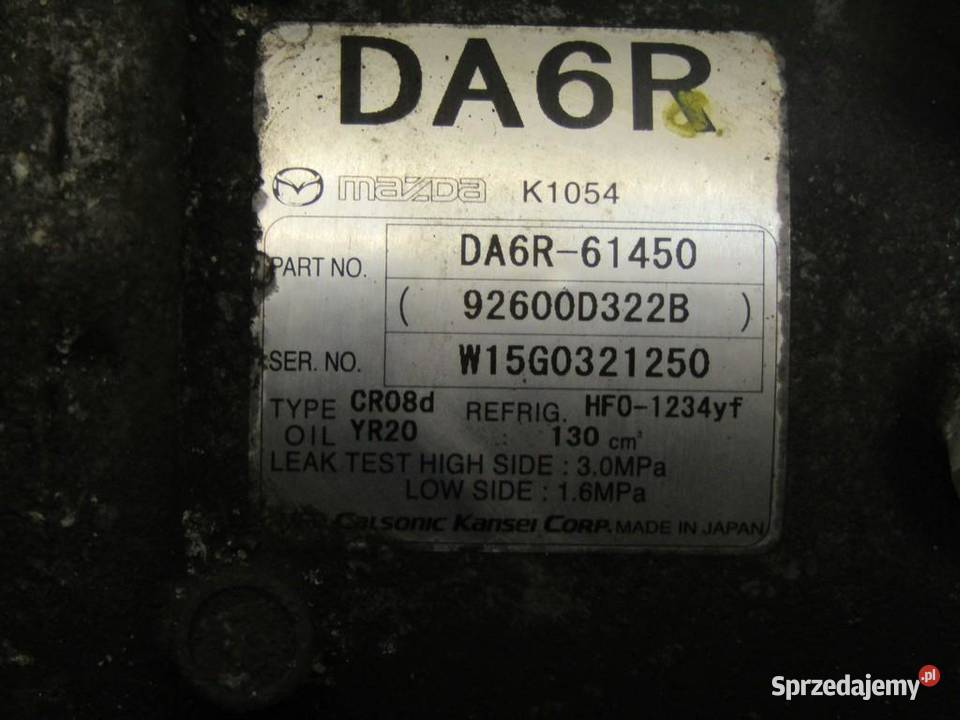 DA6R
mazda K1054
PART NO. DA6R-61450
( 92600D322B )
SER. NO. W15G0321250
TYPE CR08d REFRIG. HFO-1234yf
OIL YR20 : 130 cm³
LEAK TEST HIGH SIDE : 3.0MPa
LOW SIDE : 1.6MPa
Calsonic Kansei Corp. MADE IN JAPAN
Sprzedajemy.pl